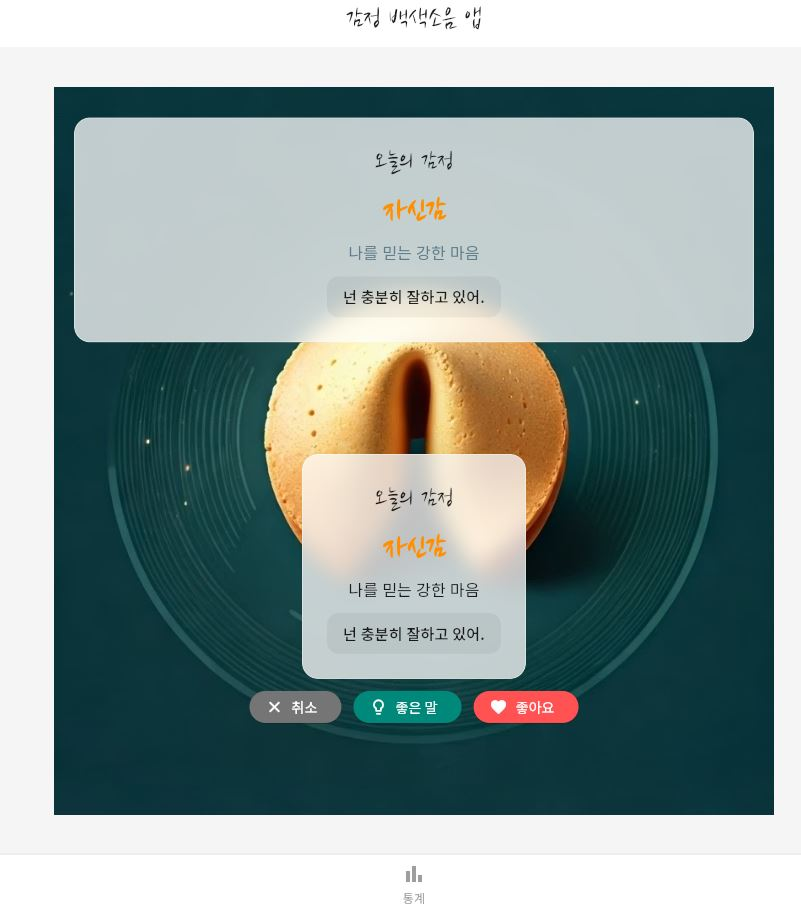 감정 백색소음 앱
오늘의 감정
자신감
나를 믿는 강한 마음
넌 충분히 잘하고 있어.
오늘의 감정
자신감
나를 믿는 강한 마음
넌 충분히 잘하고 있어.
취소 좋은 말 좋아요
통계